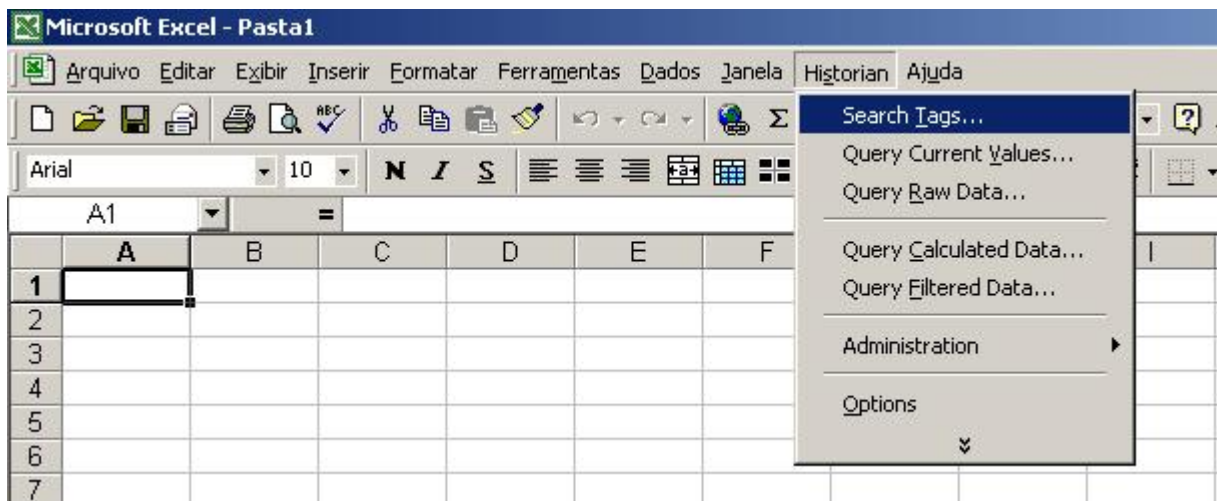 Microsoft Excel - Pasta1
Arquivo Editar Exibir Inserir Formatar Ferramentas Dados Janela Historian Ajuda
ABC Σ
Arial 10 N I S a
A1 =
A B C D E F I
1
2
3
4
5
6
7
Search Tags...
Query Current Values...
Query Raw Data...
Query Calculated Data...
Query Filtered Data...
Administration
Options